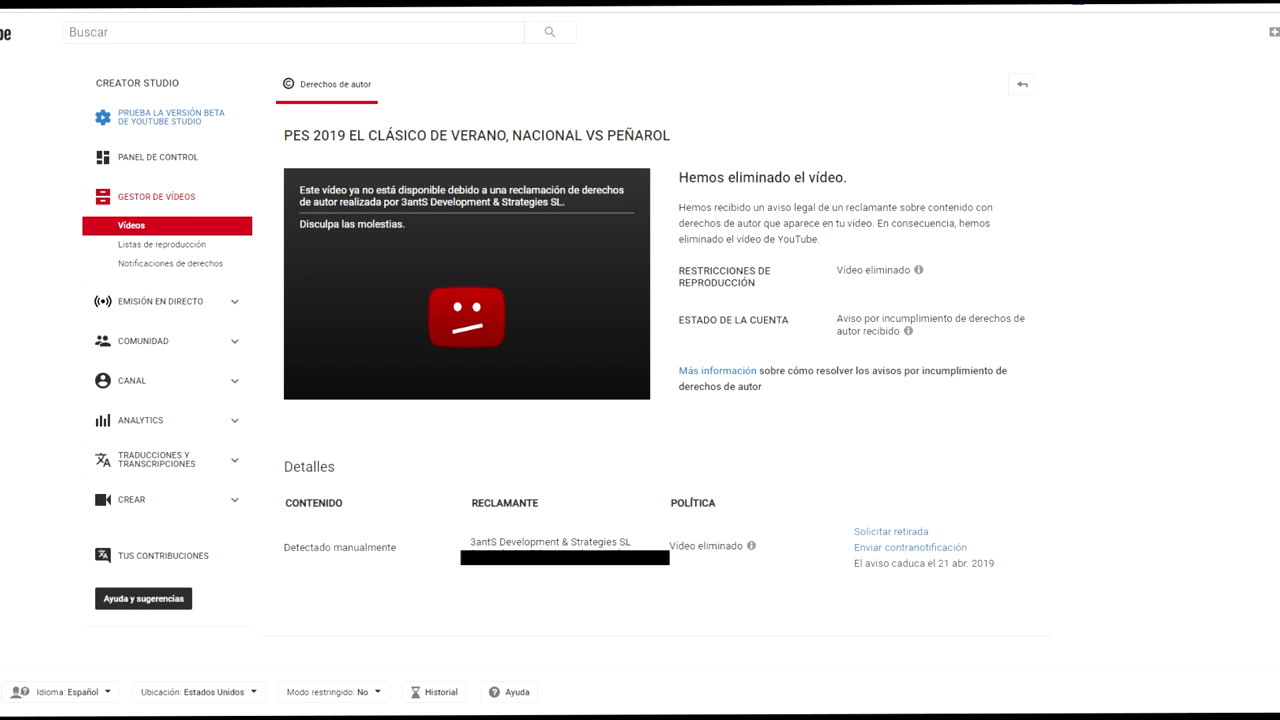 be
Buscar
CREATOR STUDIO
PRUEBA LA VERSIÓN BETA
DE YOUTUBE STUDIO
PANEL DE CONTROL
GESTOR DE VÍDEOS
Vídeos
Listas de reproducción
Notificaciones de derechos
EMISIÓN EN DIRECTO
COMUNIDAD
CANAL
ANALYTICS
TRADUCCIONES Y
TRANSCRIPCIONES
CREAR
TUS CONTRIBUCIONES
Ayuda y sugerencias
Derechos de autor
PES 2019 EL CLÁSICO DE VERANO, NACIONAL VS PEÑAROL
Este vídeo ya no está disponible debido a una reclamación de derechos
de autor realizada por 3antS Development & Strategies SL.
Disculpa las molestias.
Hemos eliminado el vídeo.
Hemos recibido un aviso legal de un reclamante sobre contenido con
derechos de autor que aparece en tu vídeo. En consecuencia, hemos
eliminado el vídeo de YouTube.
RESTRICCIONES DE
REPRODUCCIÓN
Vídeo eliminado
ESTADO DE LA CUENTA
Aviso por incumplimiento de derechos de
autor recibido
Más información sobre cómo resolver los avisos por incumplimiento de
derechos de autor
Detalles
CONTENIDO
RECLAMANTE
POLÍTICA
Detectado manualmente
3antS Development & Strategies SL
Vídeo eliminado
Solicitar retirada
Enviar contranotificación
El aviso caduca el 21 abr. 2019
Idioma: Español
Ubicación: Estados Unidos
Modo restringido: No
Historial
Ayuda